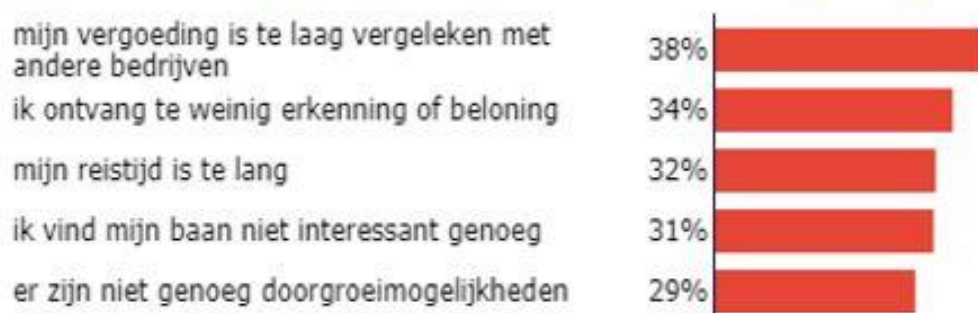 mijn vergoeding is te laag vergeleken met
andere bedrijven 38%
ik ontvang te weinig erkenning of beloning 34%
mijn reistijd is te lang 32%
ik vind mijn baan niet interessant genoeg 31%
er zijn niet genoeg doorgroeimogelijkheden 29%